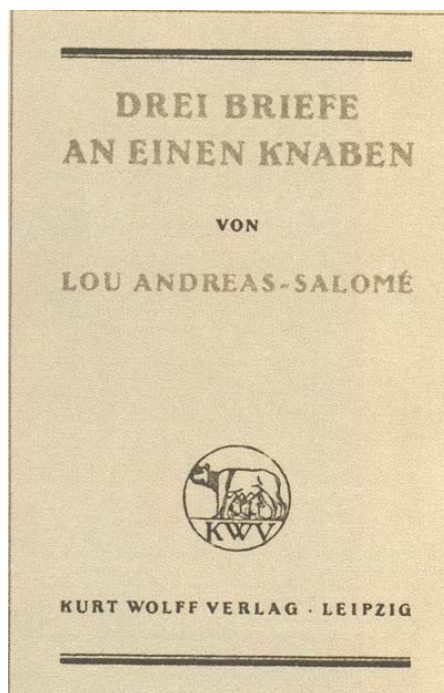 DREI BRIEFE
AN EINEN KNABEN
VON
LOU ANDREAS-SALOMÉ
KWV
KURT WOLFF VERLAG · LEIPZIG